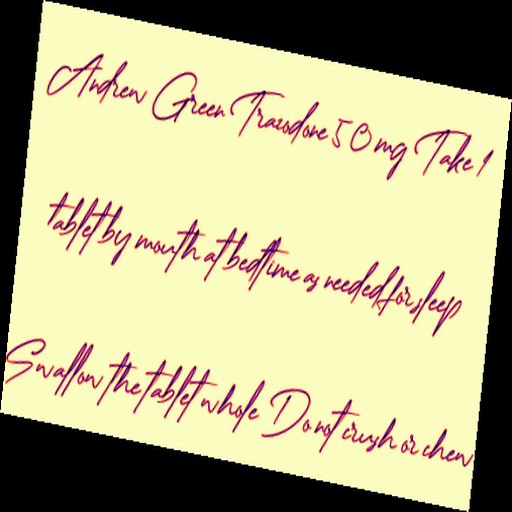 Andrew Green Trazodone 50 mg Take 1
tablet by mouth at bedtime as needed for sleep
Swallow the tablet whole Do not crush or chew